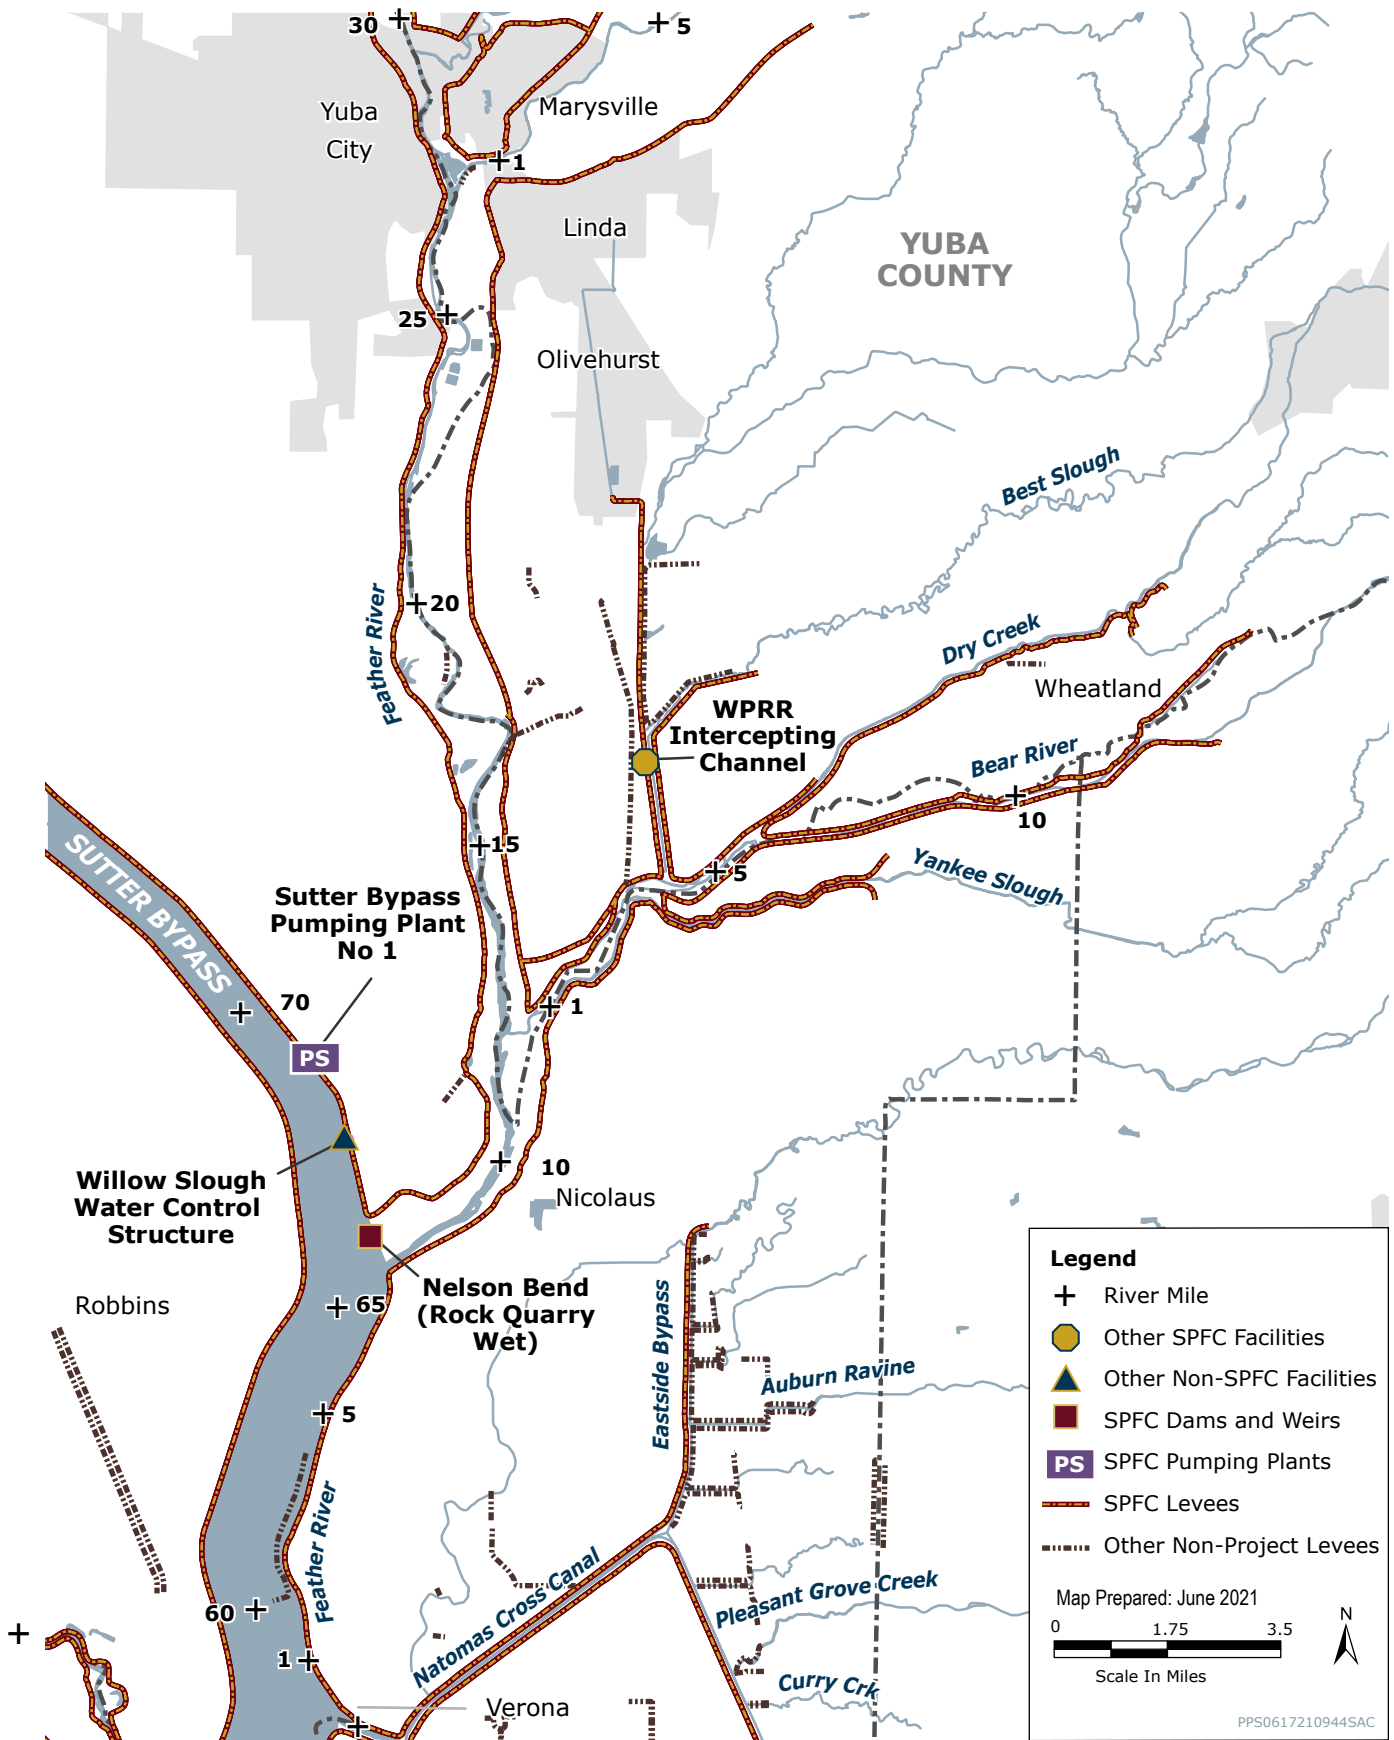 30
5
Yuba
City
Marysville
1
Linda
YUBA
COUNTY
25
Olivehurst
Best Slough
20
Feather River
Dry Creek
Wheatland
WPRR
Intercepting
Channel
Bear River
10
15
5
Yankee Slough
SUTTER BYPASS
Sutter Bypass
Pumping Plant
No 1
70
1
PS
10
Willow Slough
Water Control
Structure
Nicolaus
Nelson Bend
(Rock Quarry
Wet)
Robbins
65
Eastside Bypass
Auburn Ravine
5
Feather River
Natomas Cross Canal
Pleasant Grove Creek
60
1
Curry Crk
Verona
Legend
River Mile
Other SPFC Facilities
Other Non-SPFC Facilities
SPFC Dams and Weirs
PS SPFC Pumping Plants
SPFC Levees
Other Non-Project Levees
Map Prepared: June 2021
0 1.75 3.5
Scale In Miles
N
PPS0617210944SAC